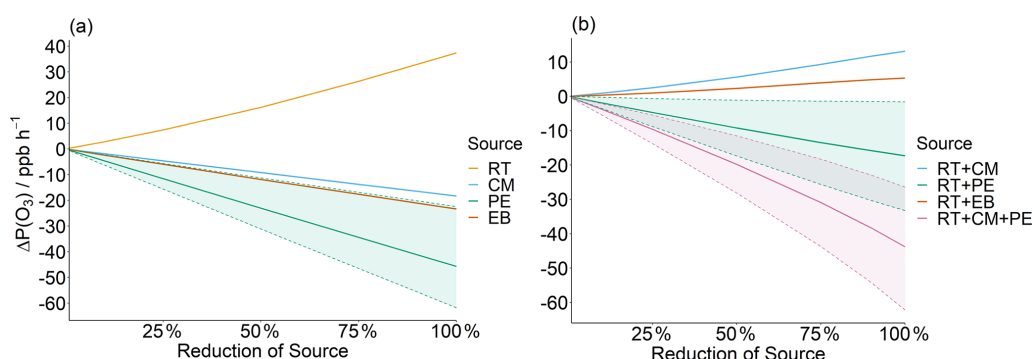 (a)
40
30
20
10
0
-10
-20
-30
-40
-50
-60
ΔP(O₃) / ppb h⁻¹
25 % 50 % 75 % 100 %
Reduction of Source
Source
RT
CM
PE
EB
(b)
10
0
-10
-20
-30
-40
-50
-60
25 % 50 % 75 % 100 %
Reduction of Source
Source
RT+CM
RT+PE
RT+EB
RT+CM+PE